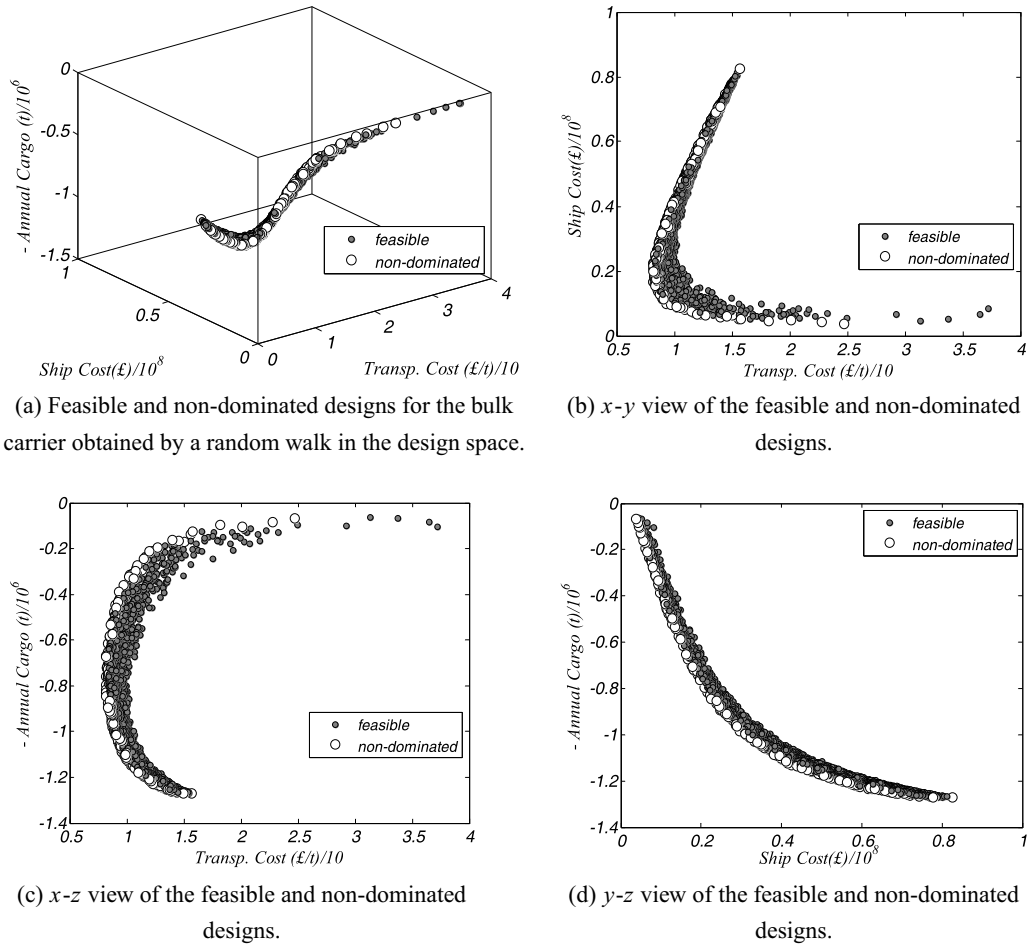 0
-0.5
-1
-1.5
1
0.5
0
0
1
2
3
4
- Annual Cargo (t)/10^6
Ship Cost(£)/10^8
Transp. Cost (£/t)/10
feasible
non-dominated
(a) Feasible and non-dominated designs for the bulk
carrier obtained by a random walk in the design space.
1
0.8
0.6
0.4
0.2
0
0.5 1 1.5 2 2.5 3 3.5 4
Ship Cost(£)/10^8
Transp. Cost (£/t)/10
feasible
non-dominated
(b) x-y view of the feasible and non-dominated
designs.
0
-0.2
-0.4
-0.6
-0.8
-1
-1.2
-1.4
0.5 1 1.5 2 2.5 3 3.5 4
- Annual Cargo (t)/10^6
Transp. Cost (£/t)/10
feasible
non-dominated
(c) x-z view of the feasible and non-dominated
designs.
0
-0.2
-0.4
-0.6
-0.8
-1
-1.2
-1.4
0 0.2 0.4 0.6 0.8 1
- Annual Cargo (t)/10^6
Ship Cost(£)/10^8
feasible
non-dominated
(d) y-z view of the feasible and non-dominated
designs.